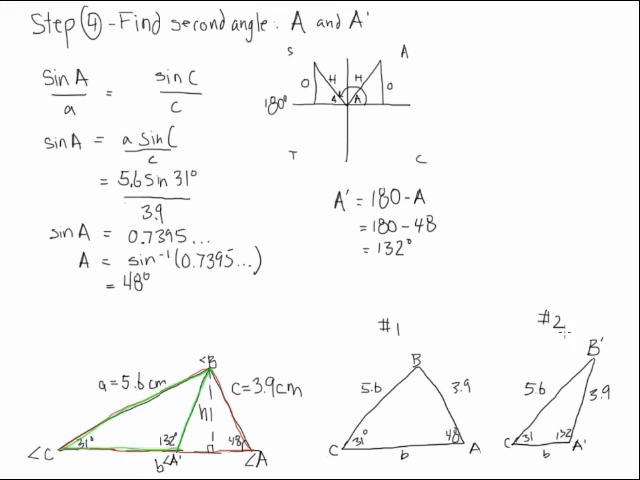 Step ④ - Find second angle: A and A'
sin A / a = sin C / c
sin A = a sin C / c
= 5.6 sin 31° / 3.9
sin A = 0.7395...
A = sin⁻¹(0.7395...)
= 48°
S
A
O
H
H
O
180°
A
A
T
C
A' = 180 - A
= 180 - 48
= 132°
#1
#2
∠B
a = 5.6 cm
c = 3.9 cm
h
31°
132°
48°
∠C
b
∠A'
∠A
B
5.6
3.9
31°
48°
C
b
A
B'
5.6
3.9
31
132
C
b
A'